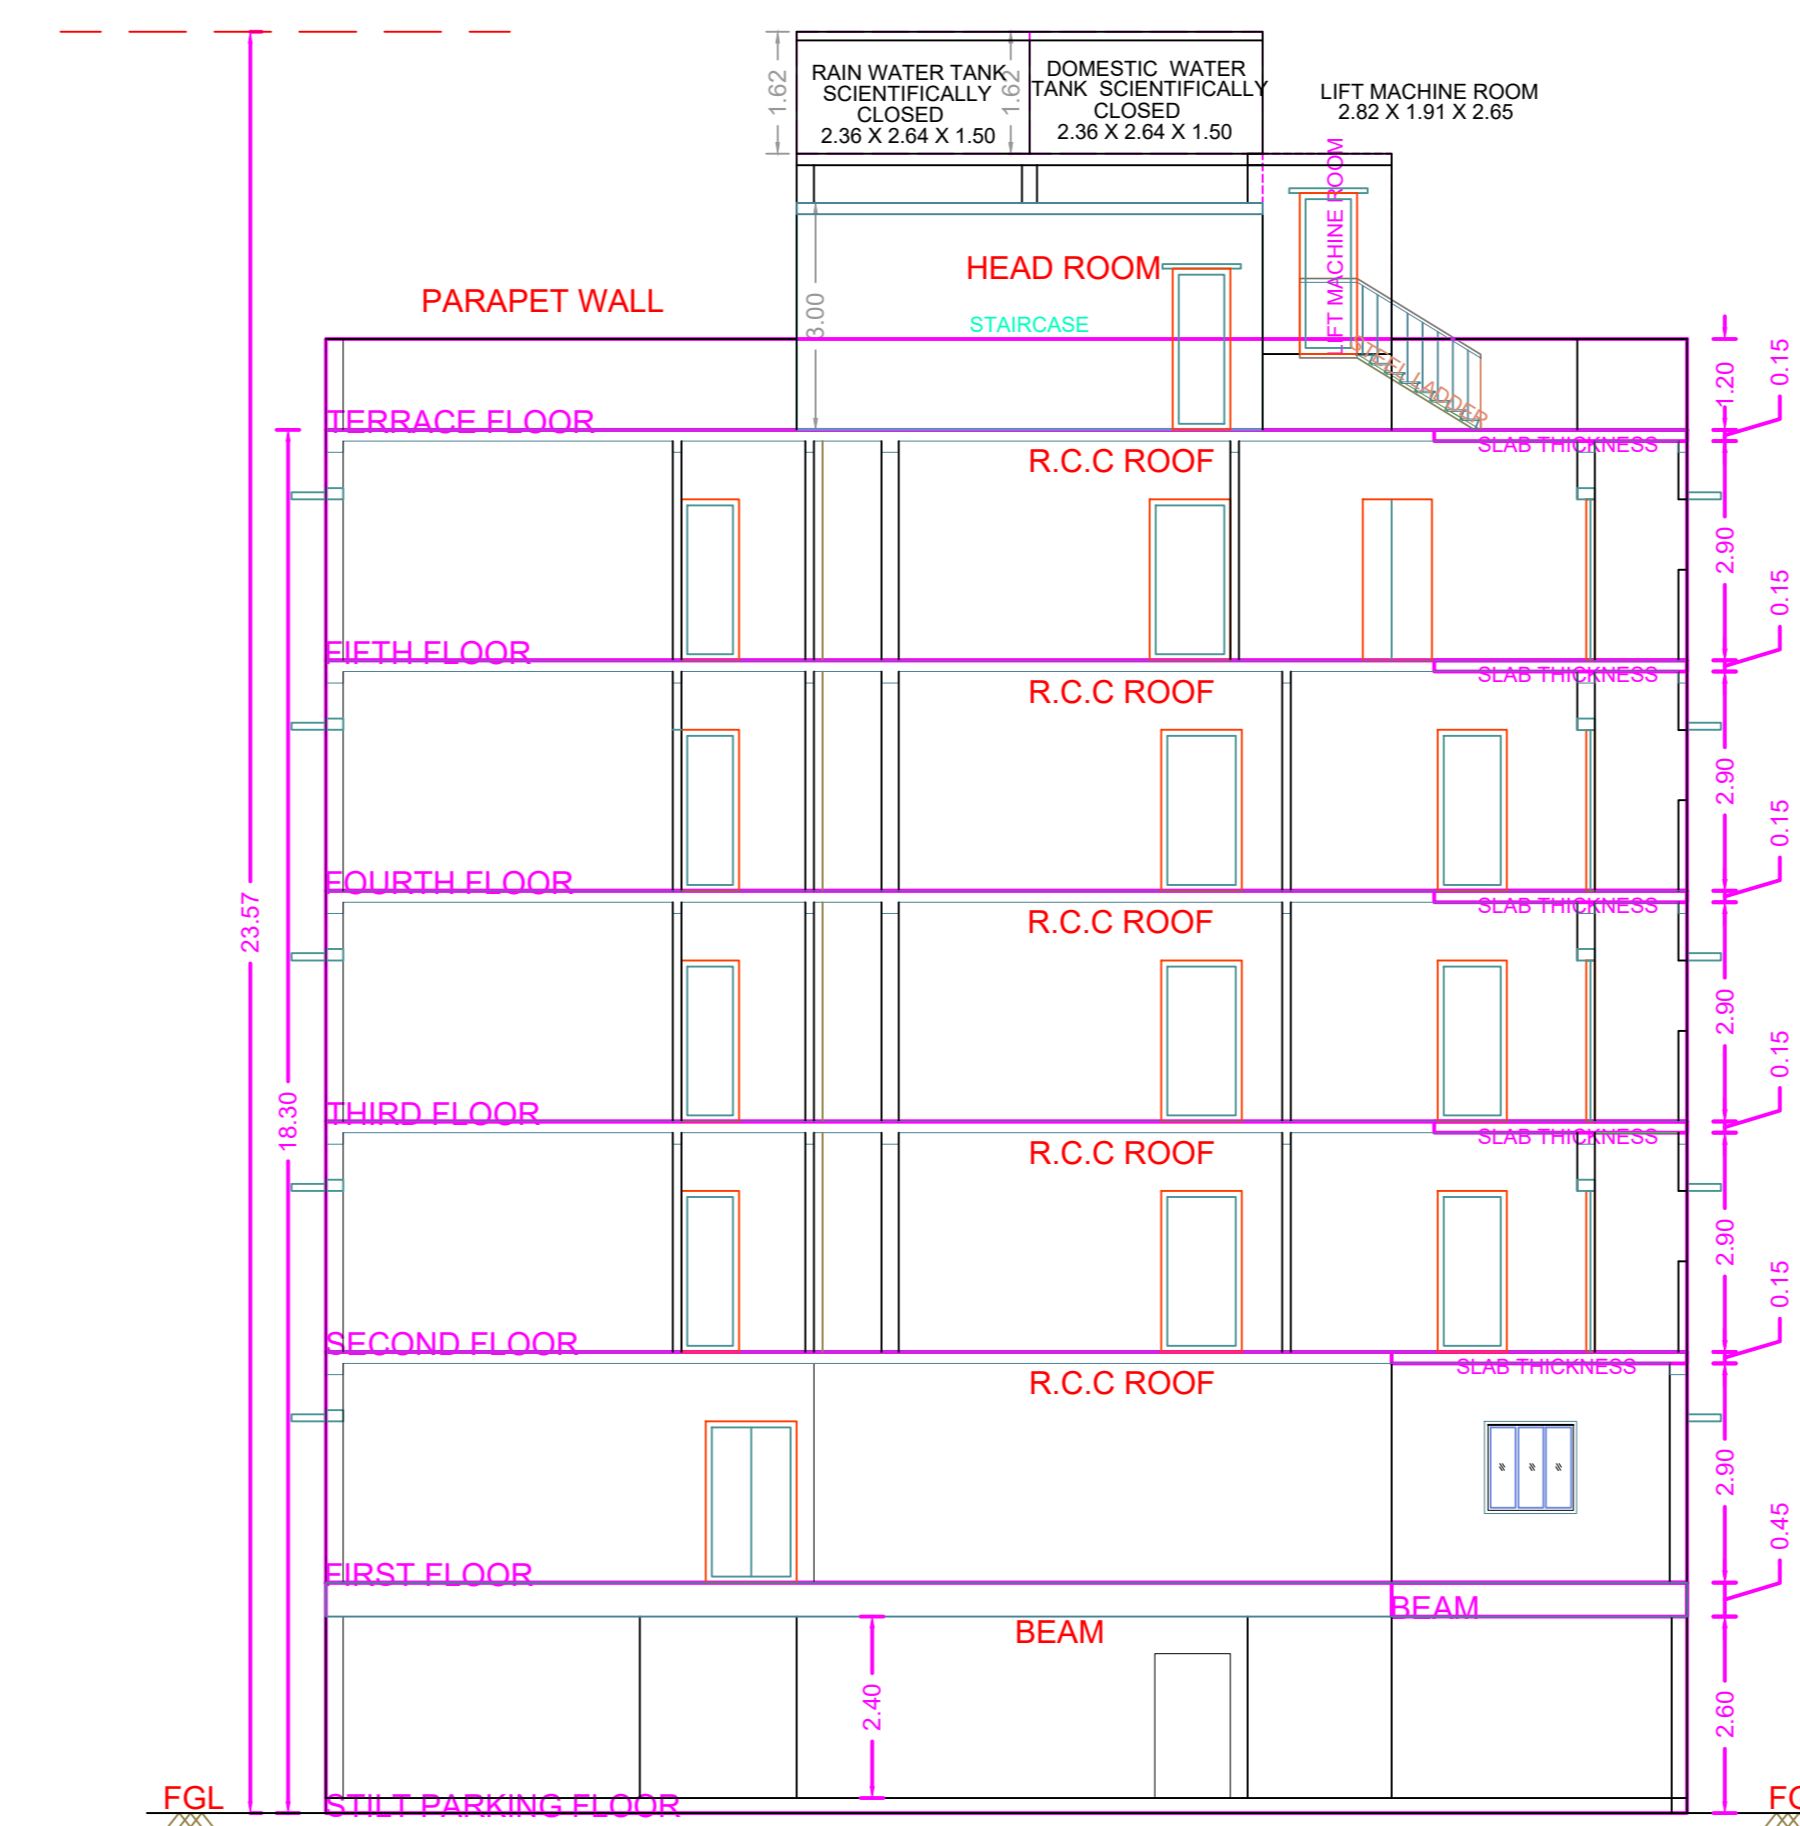 RAIN WATER TANK
SCIENTIFICALLY
CLOSED
2.36 X 2.64 X 1.50
DOMESTIC WATER
TANK SCIENTIFICALLY
CLOSED
2.36 X 2.64 X 1.50
LIFT MACHINE ROOM
2.82 X 1.91 X 2.65
1.62
1.62
LIFT MACHINE ROOM
HEAD ROOM
PARAPET WALL
3.00
STAIRCASE
STEEL LADDER
1.20
0.15
TERRACE FLOOR
SLAB THICKNESS
R.C.C ROOF
2.90
0.15
FIFTH FLOOR
SLAB THICKNESS
R.C.C ROOF
2.90
0.15
FOURTH FLOOR
SLAB THICKNESS
R.C.C ROOF
23.57
2.90
0.15
18.30
THIRD FLOOR
SLAB THICKNESS
R.C.C ROOF
2.90
0.15
SECOND FLOOR
SLAB THICKNESS
R.C.C ROOF
2.90
0.45
FIRST FLOOR
BEAM
BEAM
2.40
2.60
FGL
STILT PARKING FLOOR